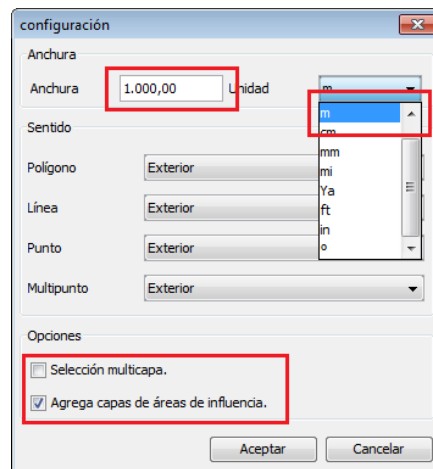 configuración
Anchura
Anchura 1.000,00 Unidad m
m
cm
mm
mi
Ya
ft
in
º
Sentido
Polígono Exterior
Línea Exterior
Punto Exterior
Multipunto Exterior
Opciones
Selección multicapa.
Agrega capas de áreas de influencia.
Aceptar Cancelar